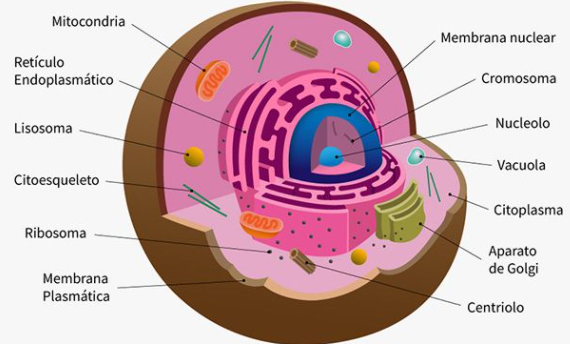 Mitocondria
Retículo
Endoplasmático
Lisosoma
Citoesqueleto
Ribosoma
Membrana
Plasmática
Membrana nuclear
Cromosoma
Nucleolo
Vacuola
Citoplasma
Aparato
de Golgi
Centriolo